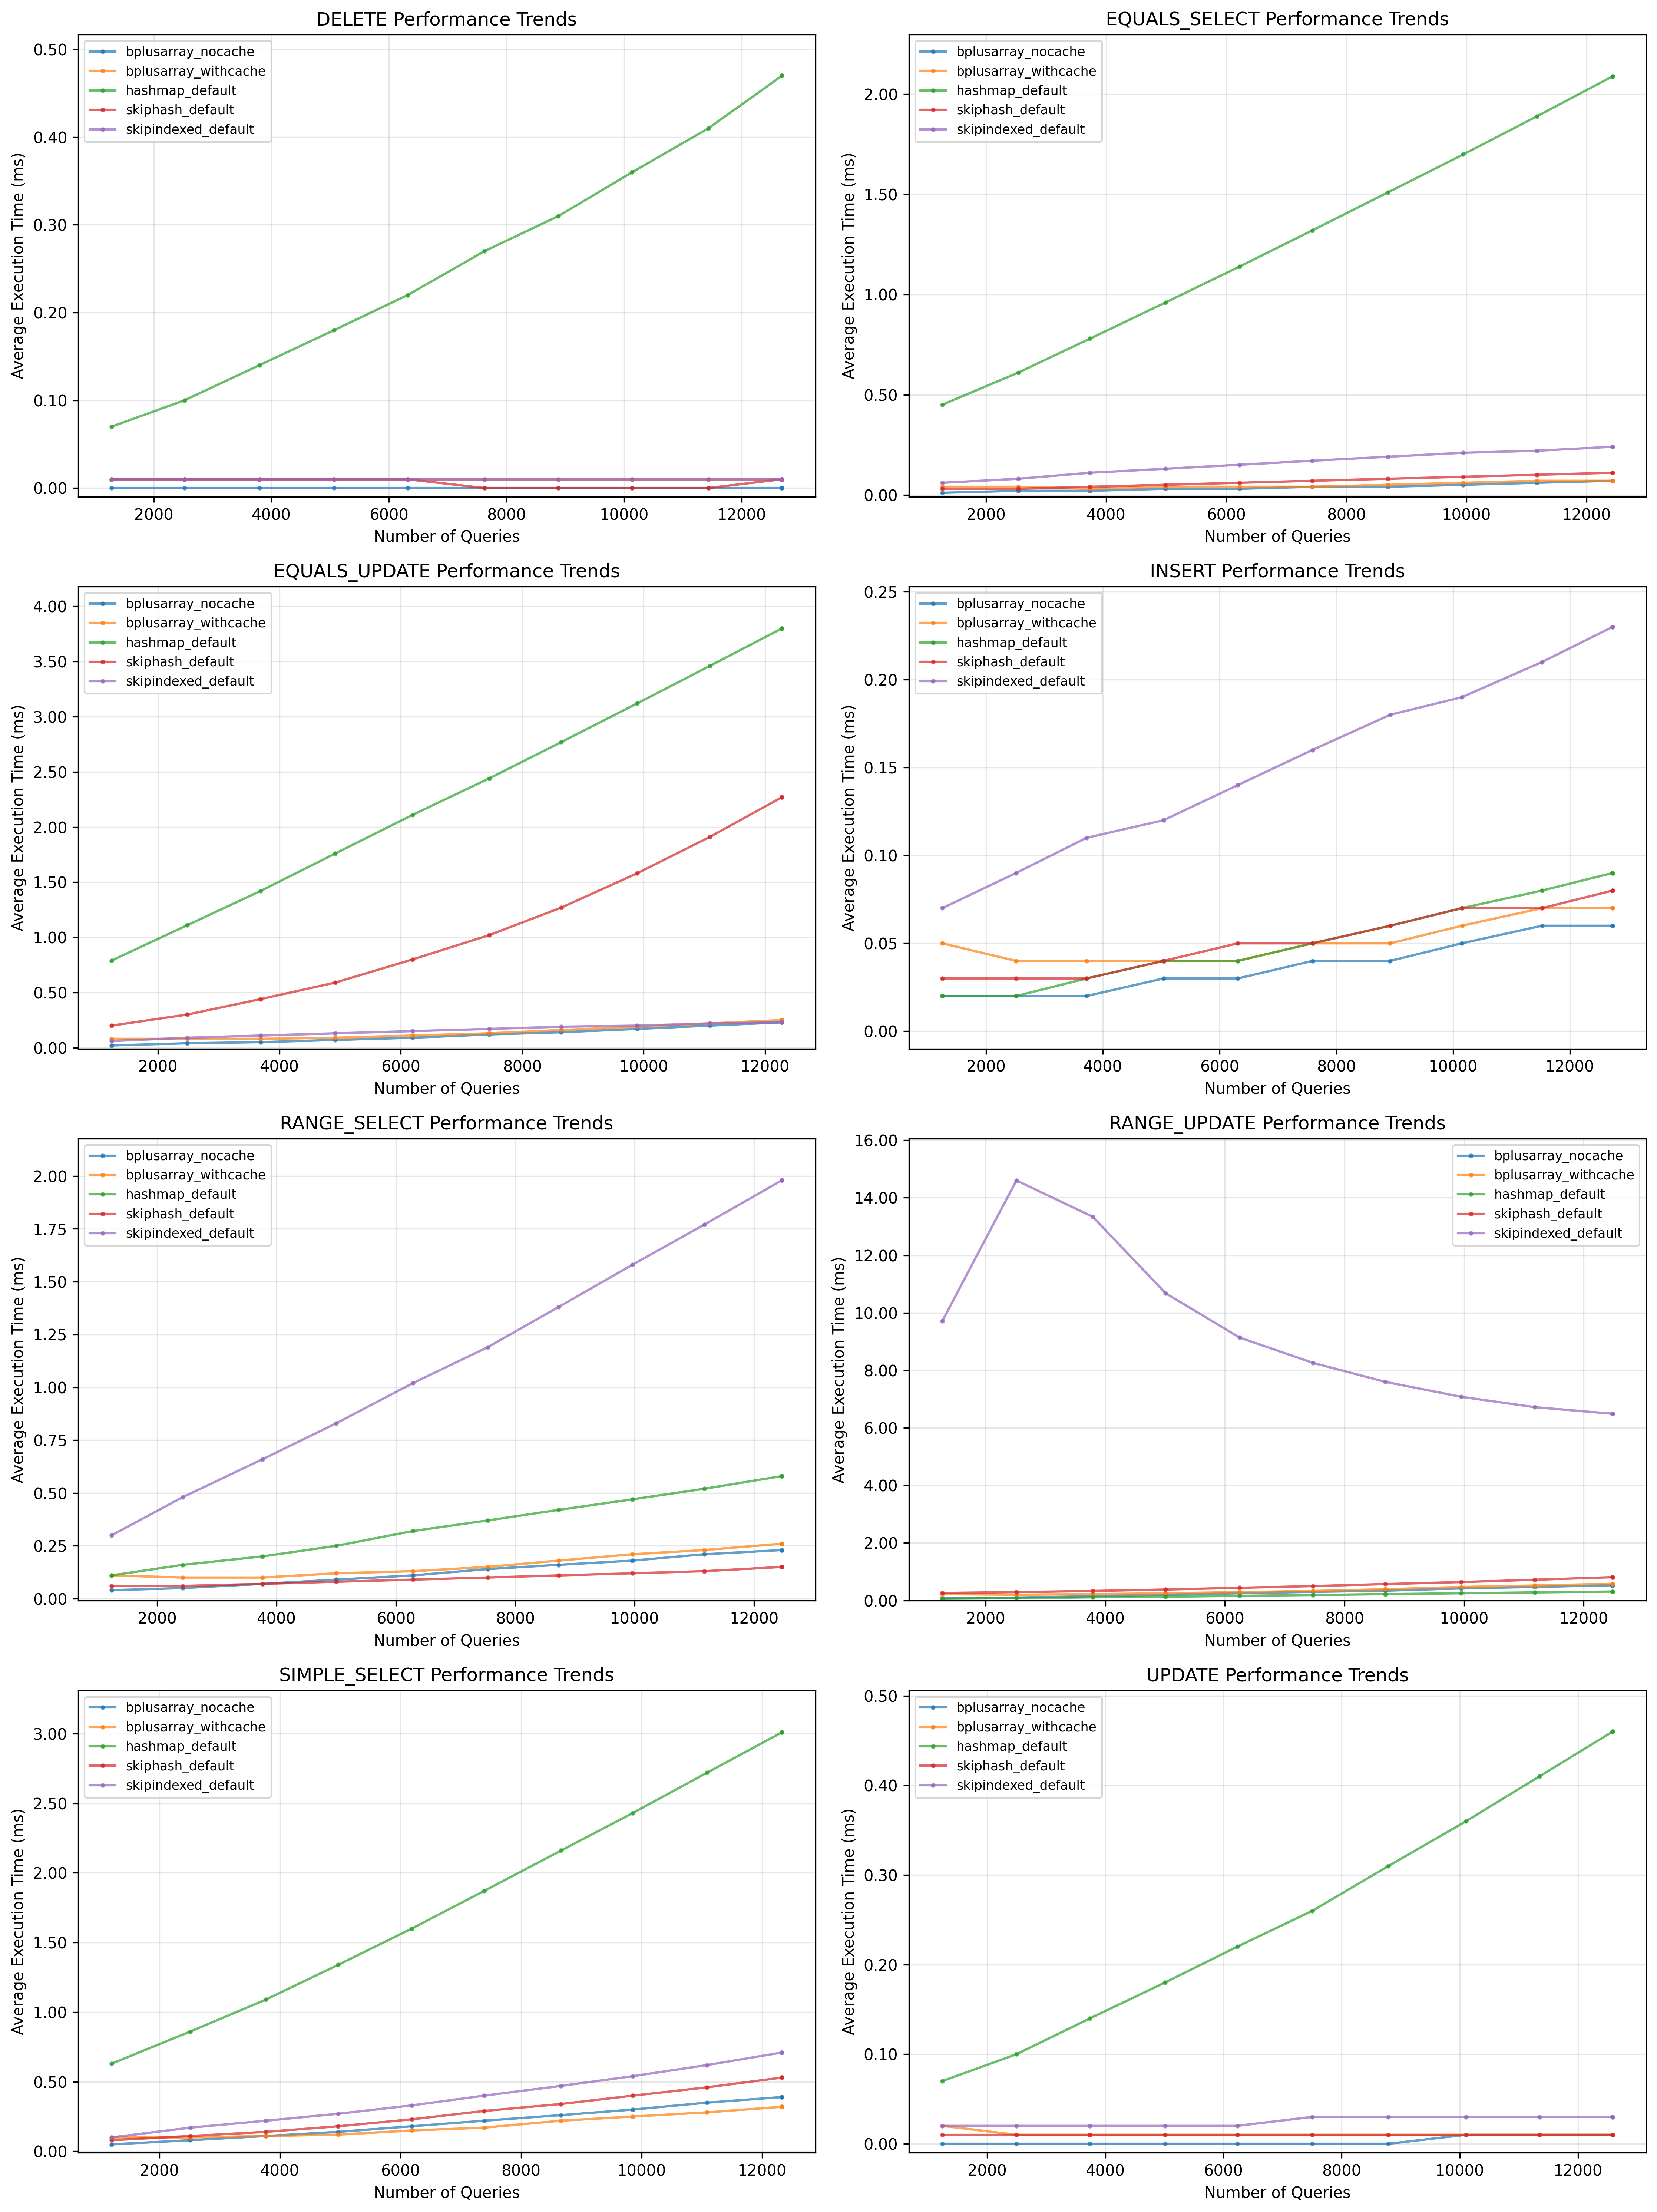 DELETE Performance Trends
0.50
0.40
0.30
0.20
0.10
0.00
Average Execution Time (ms)
bplusarray_nocache
bplusarray_withcache
hashmap_default
skiphash_default
skipindexed_default
2000 4000 6000 8000 10000 12000
Number of Queries
EQUALS_SELECT Performance Trends
2.00
1.50
1.00
0.50
0.00
Average Execution Time (ms)
bplusarray_nocache
bplusarray_withcache
hashmap_default
skiphash_default
skipindexed_default
2000 4000 6000 8000 10000 12000
Number of Queries
EQUALS_UPDATE Performance Trends
4.00
3.50
3.00
2.50
2.00
1.50
1.00
0.50
0.00
Average Execution Time (ms)
bplusarray_nocache
bplusarray_withcache
hashmap_default
skiphash_default
skipindexed_default
2000 4000 6000 8000 10000 12000
Number of Queries
INSERT Performance Trends
0.25
0.20
0.15
0.10
0.05
0.00
Average Execution Time (ms)
bplusarray_nocache
bplusarray_withcache
hashmap_default
skiphash_default
skipindexed_default
2000 4000 6000 8000 10000 12000
Number of Queries
RANGE_SELECT Performance Trends
2.00
1.75
1.50
1.25
1.00
0.75
0.50
0.25
0.00
Average Execution Time (ms)
bplusarray_nocache
bplusarray_withcache
hashmap_default
skiphash_default
skipindexed_default
2000 4000 6000 8000 10000 12000
Number of Queries
RANGE_UPDATE Performance Trends
16.00
14.00
12.00
10.00
8.00
6.00
4.00
2.00
0.00
Average Execution Time (ms)
bplusarray_nocache
bplusarray_withcache
hashmap_default
skiphash_default
skipindexed_default
2000 4000 6000 8000 10000 12000
Number of Queries
SIMPLE_SELECT Performance Trends
3.00
2.50
2.00
1.50
1.00
0.50
0.00
Average Execution Time (ms)
bplusarray_nocache
bplusarray_withcache
hashmap_default
skiphash_default
skipindexed_default
2000 4000 6000 8000 10000 12000
Number of Queries
UPDATE Performance Trends
0.50
0.40
0.30
0.20
0.10
0.00
Average Execution Time (ms)
bplusarray_nocache
bplusarray_withcache
hashmap_default
skiphash_default
skipindexed_default
2000 4000 6000 8000 10000 12000
Number of Queries